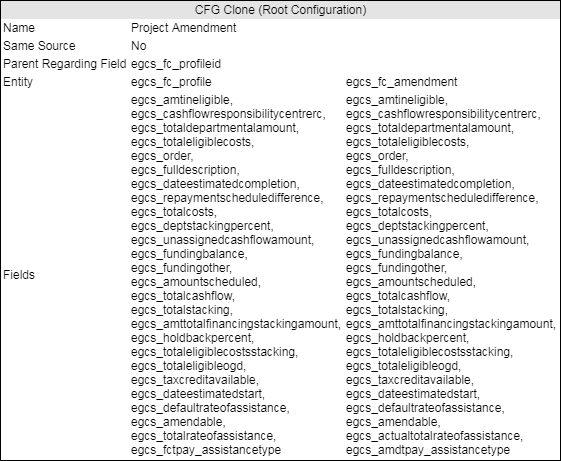 CFG Clone (Root Configuration)
Name Project Amendment
Same Source No
Parent Regarding Field egcs_fc_profileid
Entity egcs_fc_profile egcs_fc_amendment
Fields
egcs_amtineligible, egcs_amtineligible,
egcs_cashflowresponsibilitycentrerc, egcs_cashflowresponsibilitycentrerc,
egcs_totaldepartmentalamount, egcs_totaldepartmentalamount,
egcs_totaleligiblecosts, egcs_totaleligiblecosts,
egcs_order, egcs_order,
egcs_fulldescription, egcs_fulldescription,
egcs_dateestimatedcompletion, egcs_dateestimatedcompletion,
egcs_repaymentscheduledifference, egcs_repaymentscheduledifference,
egcs_totalcosts, egcs_totalcosts,
egcs_deptstackingpercent, egcs_deptstackingpercent,
egcs_unassignedcashflowamount, egcs_unassignedcashflowamount,
egcs_fundingbalance, egcs_fundingbalance,
egcs_fundingother, egcs_fundingother,
egcs_amountscheduled, egcs_amountscheduled,
egcs_totalcashflow, egcs_totalcashflow,
egcs_totalstacking, egcs_totalstacking,
egcs_amttotalfinancingstackingamount, egcs_amttotalfinancingstackingamount,
egcs_holdbackpercent, egcs_holdbackpercent,
egcs_totaleligiblecostsstacking, egcs_totaleligiblecostsstacking,
egcs_totaleligibleogd, egcs_totaleligibleogd,
egcs_taxcreditavailable, egcs_taxcreditavailable,
egcs_dateestimatedstart, egcs_dateestimatedstart,
egcs_defaultrateofassistance, egcs_defaultrateofassistance,
egcs_amendable, egcs_amendable,
egcs_totalrateofassistance, egcs_actualtotalrateofassistance,
egcs_fctpay_assistancetype egcs_amdtpay_assistancetype